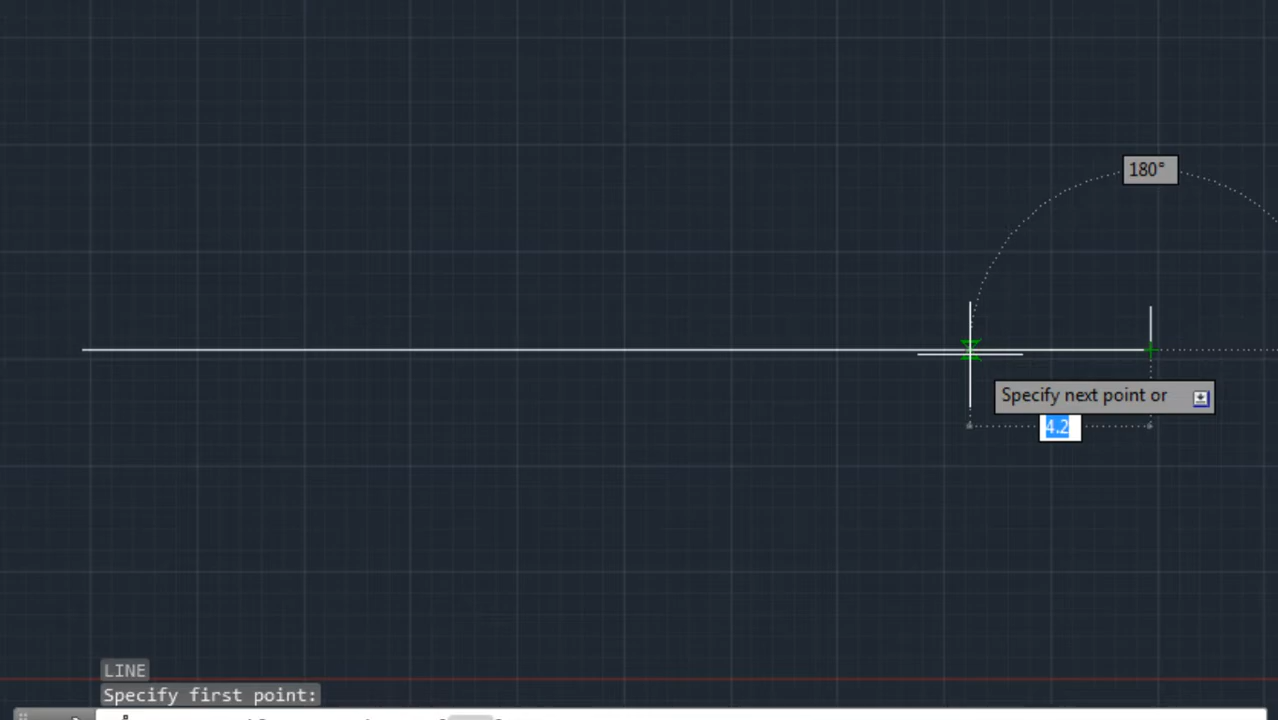 180°
Specify next point or
4.2
LINE
Specify first point: